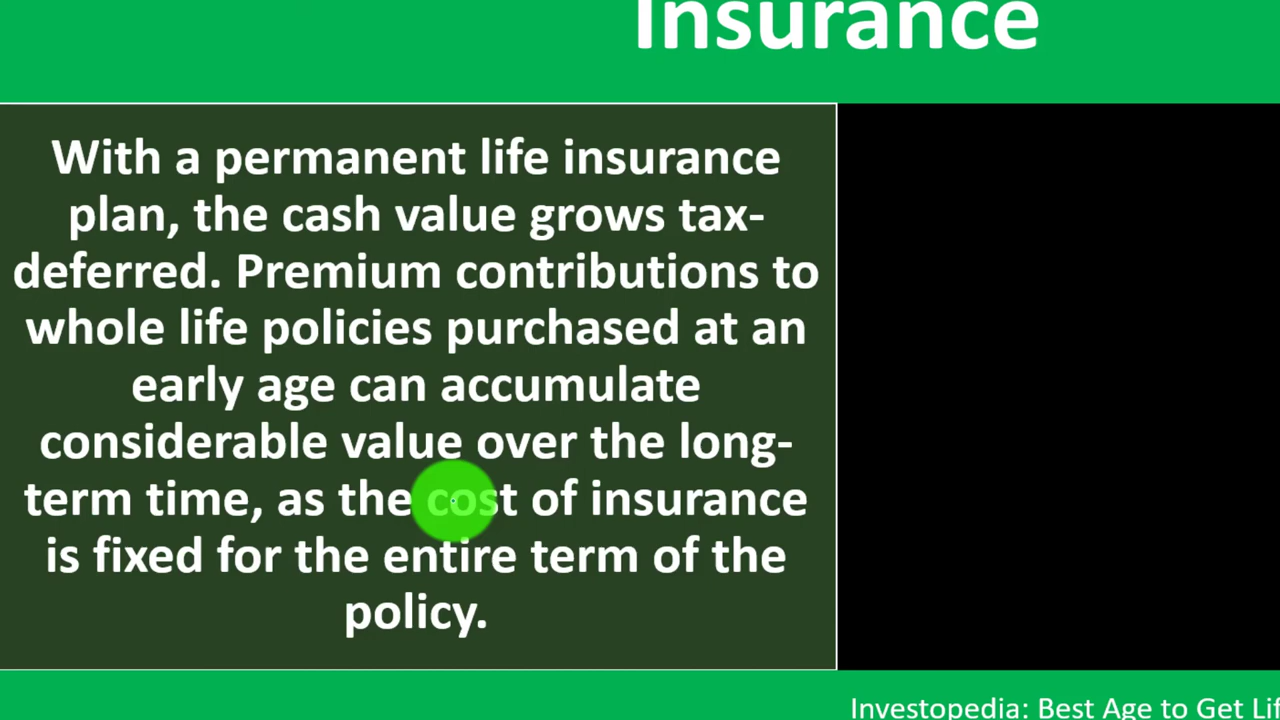 Insurance
With a permanent life insurance
plan, the cash value grows tax-
deferred. Premium contributions to
whole life policies purchased at an
early age can accumulate
considerable value over the long-
term time, as the cost of insurance
is fixed for the entire term of the
policy.
Investopedia: Best Age to Get Lif